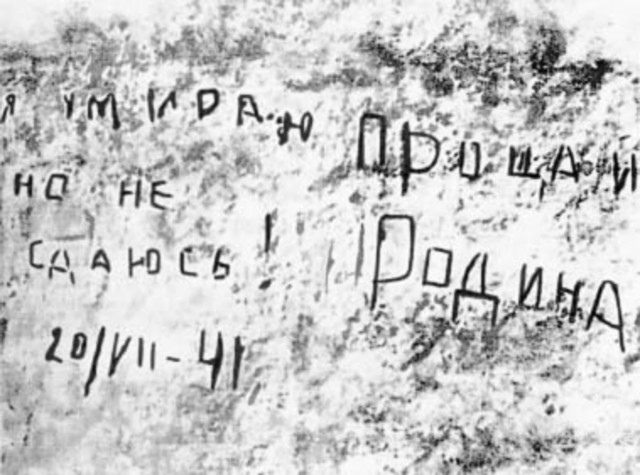 Я УМИРАЮ
НО НЕ
СДАЮСЬ!
20/VII-41
ПРОЩАЙ
РОДИНА